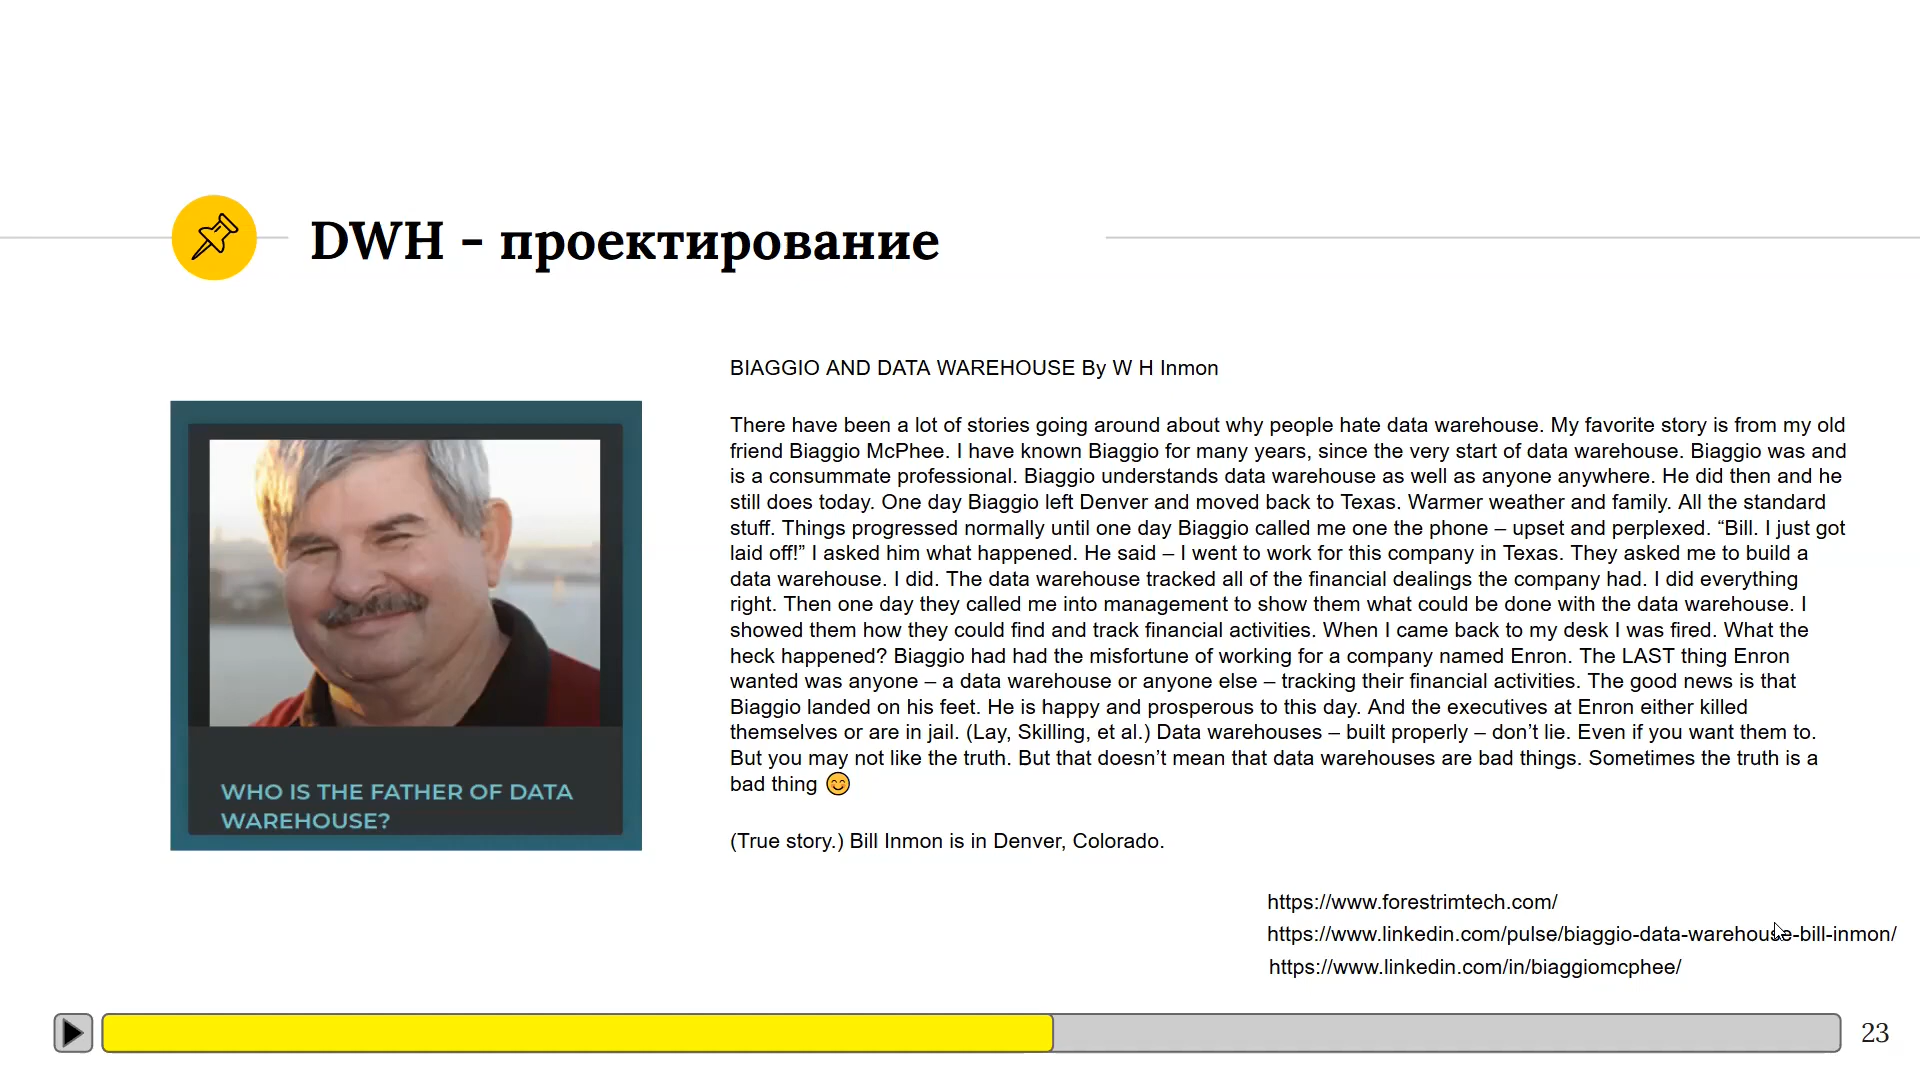 DWH - проектирование
BIAGGIO AND DATA WAREHOUSE By W H Inmon
There have been a lot of stories going around about why people hate data warehouse. My favorite story is from my old
friend Biaggio McPhee. I have known Biaggio for many years, since the very start of data warehouse. Biaggio was and
is a consummate professional. Biaggio understands data warehouse as well as anyone anywhere. He did then and he
still does today. One day Biaggio left Denver and moved back to Texas. Warmer weather and family. All the standard
stuff. Things progressed normally until one day Biaggio called me one the phone – upset and perplexed. “Bill. I just got
laid off!” I asked him what happened. He said – I went to work for this company in Texas. They asked me to build a
data warehouse. I did. The data warehouse tracked all of the financial dealings the company had. I did everything
right. Then one day they called me into management to show them what could be done with the data warehouse. I
showed them how they could find and track financial activities. When I came back to my desk I was fired. What the
heck happened? Biaggio had had the misfortune of working for a company named Enron. The LAST thing Enron
wanted was anyone – a data warehouse or anyone else – tracking their financial activities. The good news is that
Biaggio landed on his feet. He is happy and prosperous to this day. And the executives at Enron either killed
themselves or are in jail. (Lay, Skilling, et al.) Data warehouses – built properly – don’t lie. Even if you want them to.
But you may not like the truth. But that doesn’t mean that data warehouses are bad things. Sometimes the truth is a
bad thing 😊
(True story.) Bill Inmon is in Denver, Colorado.
WHO IS THE FATHER OF DATA
WAREHOUSE?
https://www.forestrimtech.com/
https://www.linkedin.com/pulse/biaggio-data-warehouse-bill-inmon/
https://www.linkedin.com/in/biaggiomcphee/
23